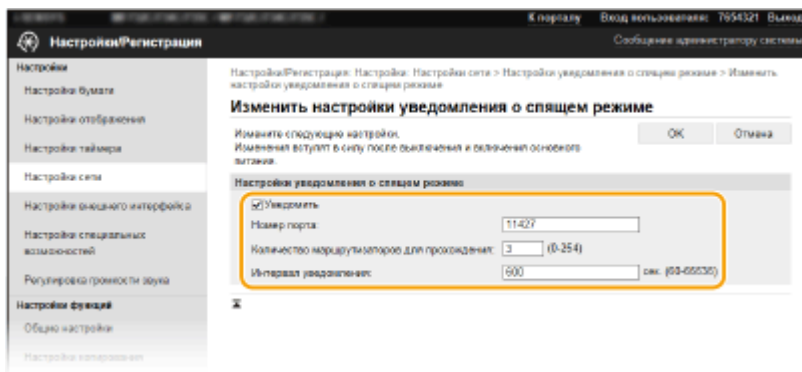 К порталу Вход пользователя: 7654321 Выход
Настройки/Регистрация
Сообщение администратору системы
Настройки
Настройки бумаги
Настройки отображения
Настройки таймера
Настройки сети
Настройки внешнего интерфейса
Настройки специальных
возможностей
Регулировка громкости звука
Настройки функций
Общие настройки
Настройки копирования
Настройки/Регистрация: Настройки: Настройки сети > Настройки уведомления о спящем режиме > Изменить
настройки уведомления о спящем режиме
Изменить настройки уведомления о спящем режиме
Измените следующие настройки.
Изменения вступят в силу после выключения и включения основного
питания.
OK Отмена
Настройки уведомления о спящем режиме
Уведомить
Номер порта: 11427
Количество маршрутизаторов для прохождения: 3 (0-254)
Интервал уведомления: 600 сек. (60-65535)